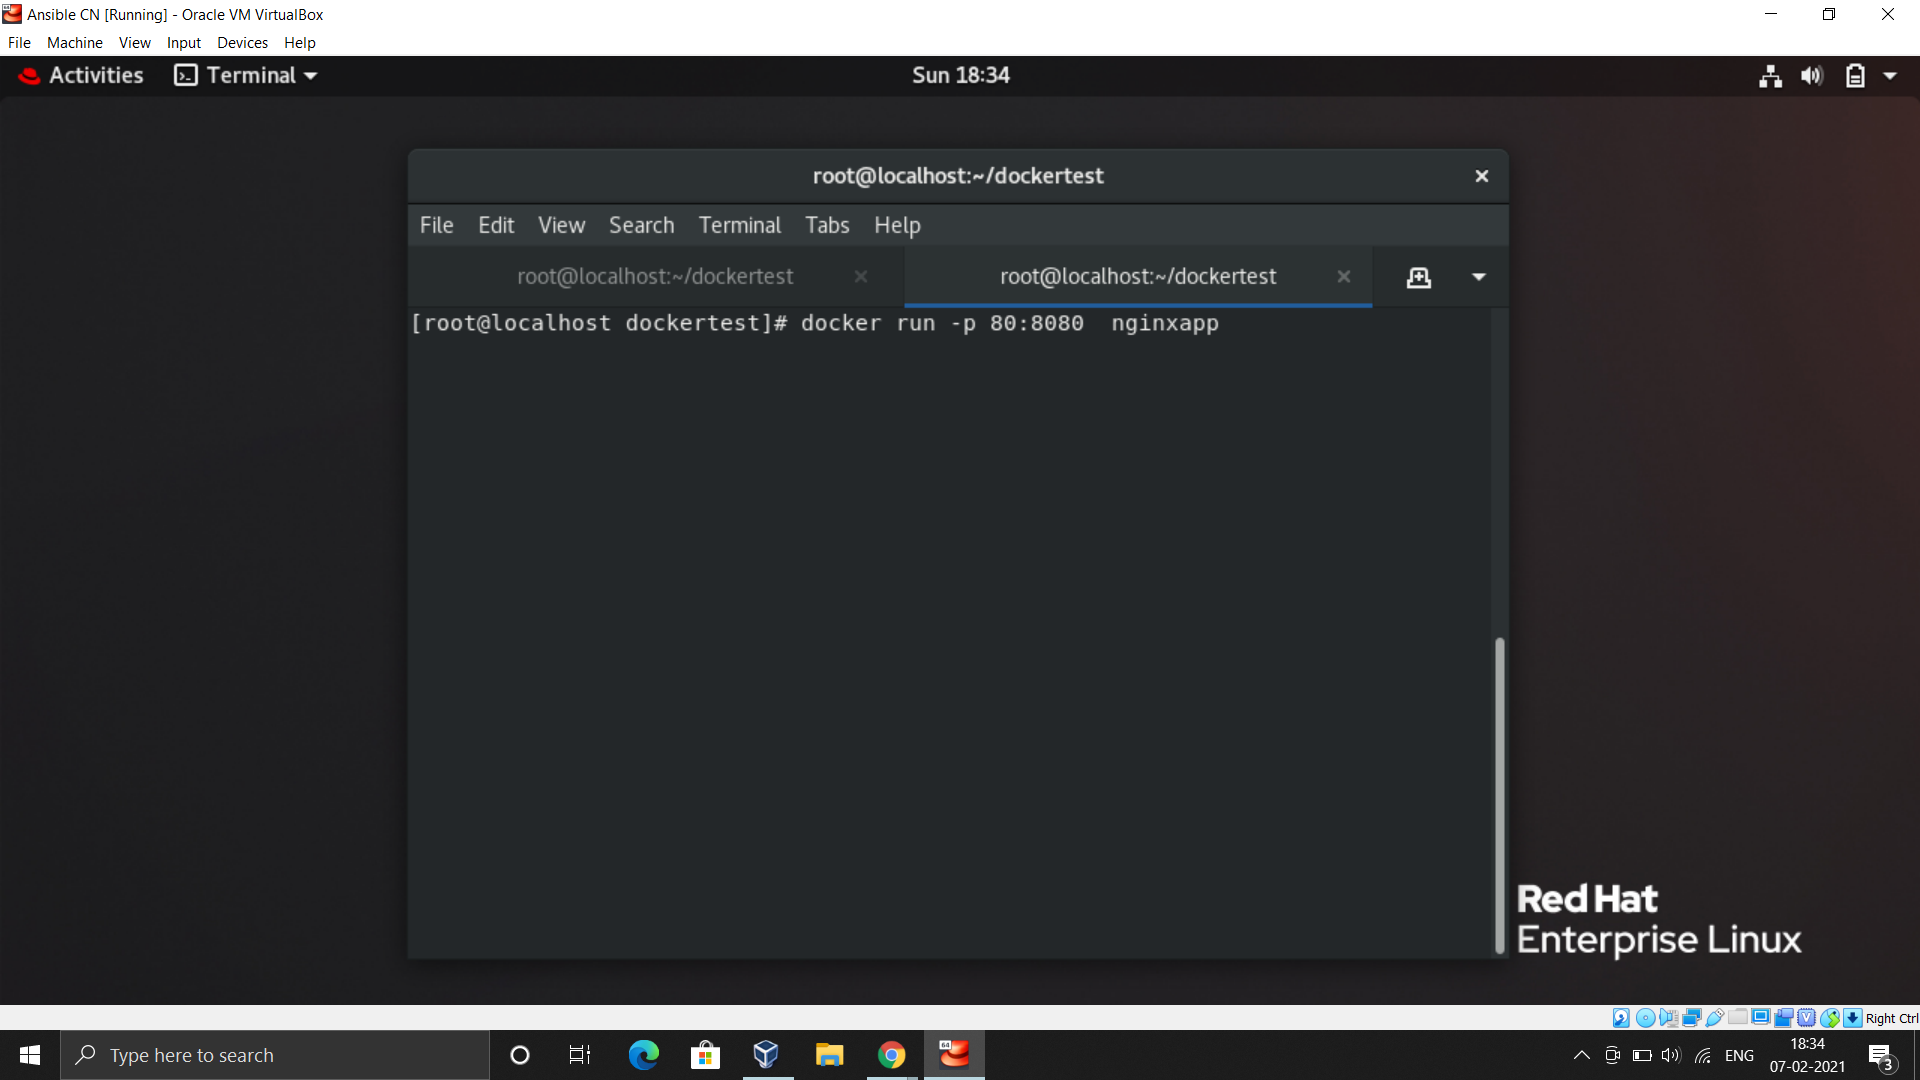 Ansible CN [Running] - Oracle VM VirtualBox
File Machine View Input Devices Help
Activities Terminal Sun 18:34
root@localhost:~/dockertest
File Edit View Search Terminal Tabs Help
root@localhost:~/dockertest root@localhost:~/dockertest
[root@localhost dockertest]# docker run -p 80:8080  nginxapp
Red Hat
Enterprise Linux
Right Ctrl
Type here to search
64
ENG
18:34
07-02-2021
3